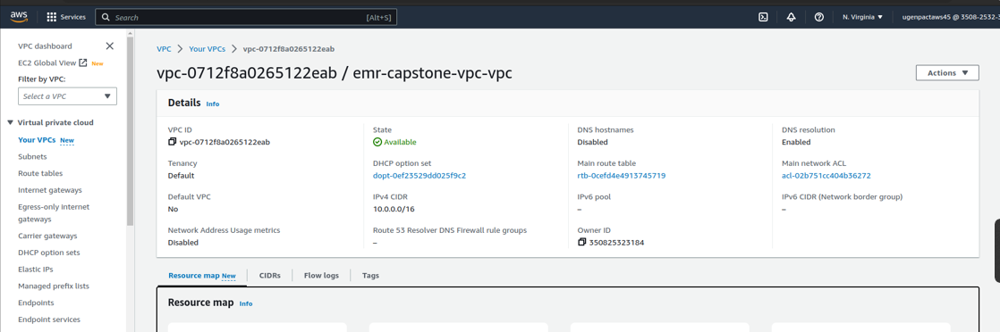 aws
Services
Search
[Alt+S]
N. Virginia
ugenpactaws45 @ 3508-2532-3
VPC dashboard
EC2 Global View New
Filter by VPC:
Select a VPC
Virtual private cloud
Your VPCs New
Subnets
Route tables
Internet gateways
Egress-only internet
gateways
Carrier gateways
DHCP option sets
Elastic IPs
Managed prefix lists
Endpoints
Endpoint services
VPC > Your VPCs > vpc-0712f8a0265122eab
vpc-0712f8a0265122eab / emr-capstone-vpc-vpc
Actions
Details Info
VPC ID
vpc-0712f8a0265122eab
State
Available
DNS hostnames
Disabled
DNS resolution
Enabled
Tenancy
Default
DHCP option set
dopt-0ef23529dd025f9c2
Main route table
rtb-0cefd4e4913745719
Main network ACL
acl-02b751cc404b36272
Default VPC
No
IPv4 CIDR
10.0.0.0/16
IPv6 pool
–
IPv6 CIDR (Network border group)
–
Network Address Usage metrics
Disabled
Route 53 Resolver DNS Firewall rule groups
–
Owner ID
350825323184
Resource map New
CIDRs
Flow logs
Tags
Resource map Info